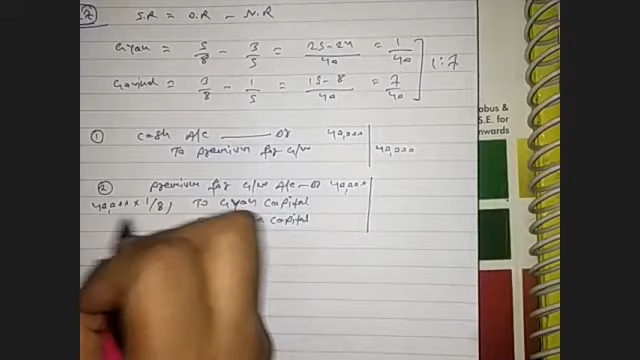 S.R = O.R - N.R
Gyan = 5/8 - 3/5 = 25-24/40 = 1/40
Govind = 3/8 - 1/5 = 15-8/40 = 7/40 ] 1:7
① Cash A/c ——— Dr 40,000
To premium for G/w 40,000
② premium for G/w A/c — Dr 40,000
40,000 x 1/8, To Gyan Capital
Capital
abus &
S.E. for
nwards